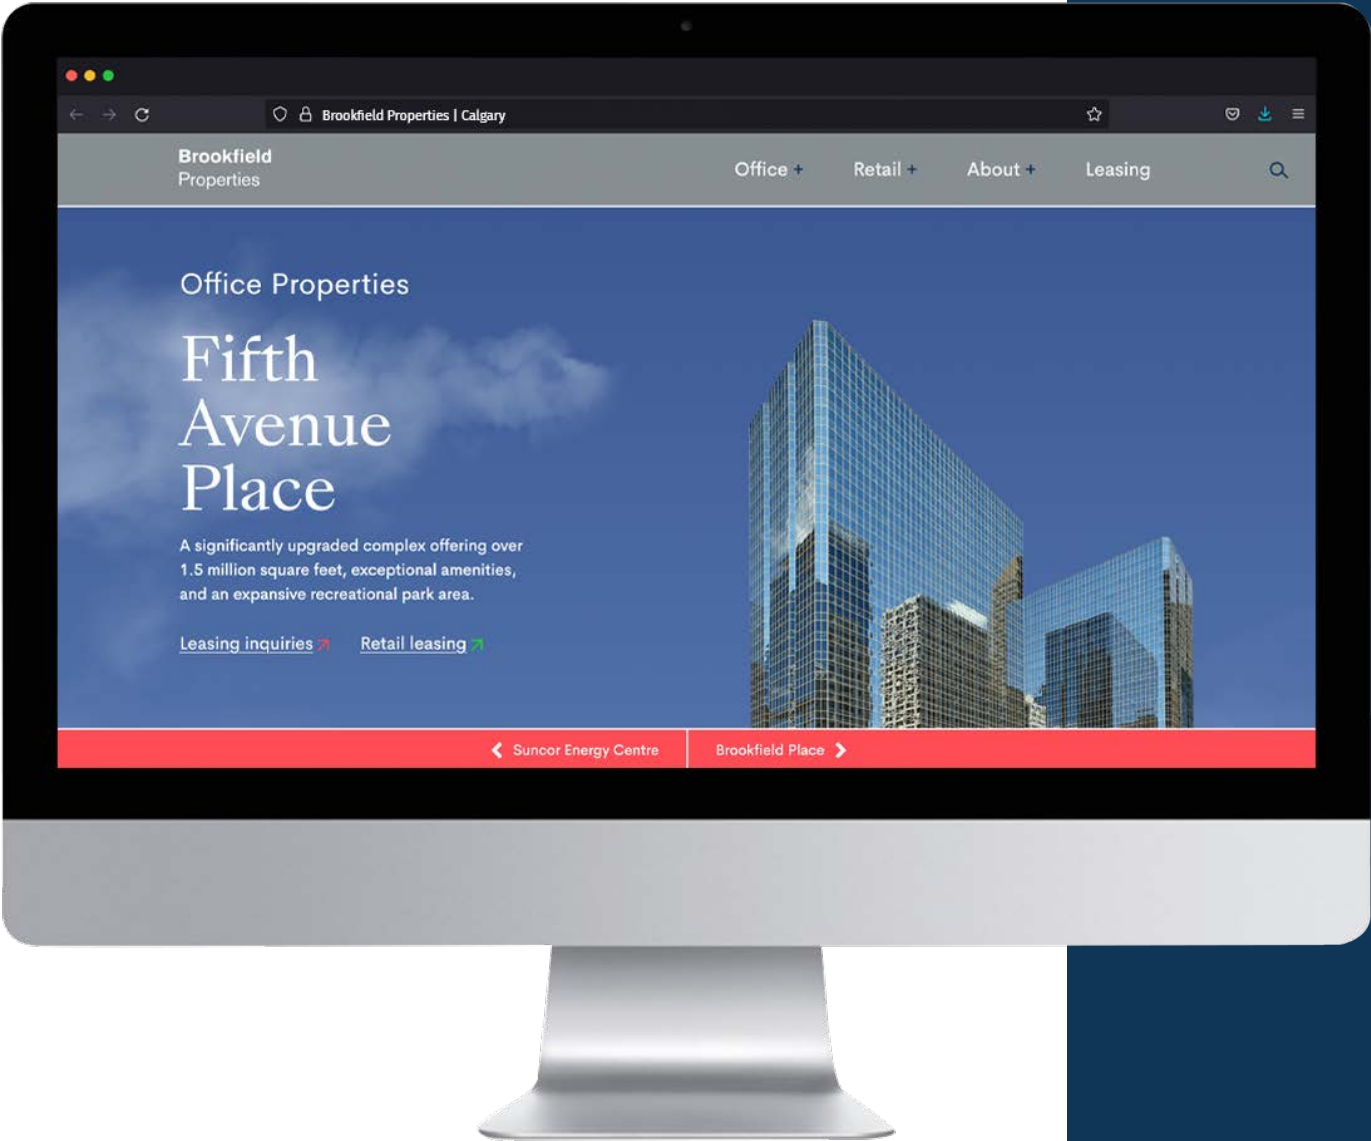 Brookfield Properties | Calgary
Brookfield
Properties
Office +
Retail +
About +
Leasing
Office Properties
Fifth
Avenue
Place
A significantly upgraded complex offering over
1.5 million square feet, exceptional amenities,
and an expansive recreational park area.
Leasing inquiries
Retail leasing
Suncor Energy Centre
Brookfield Place